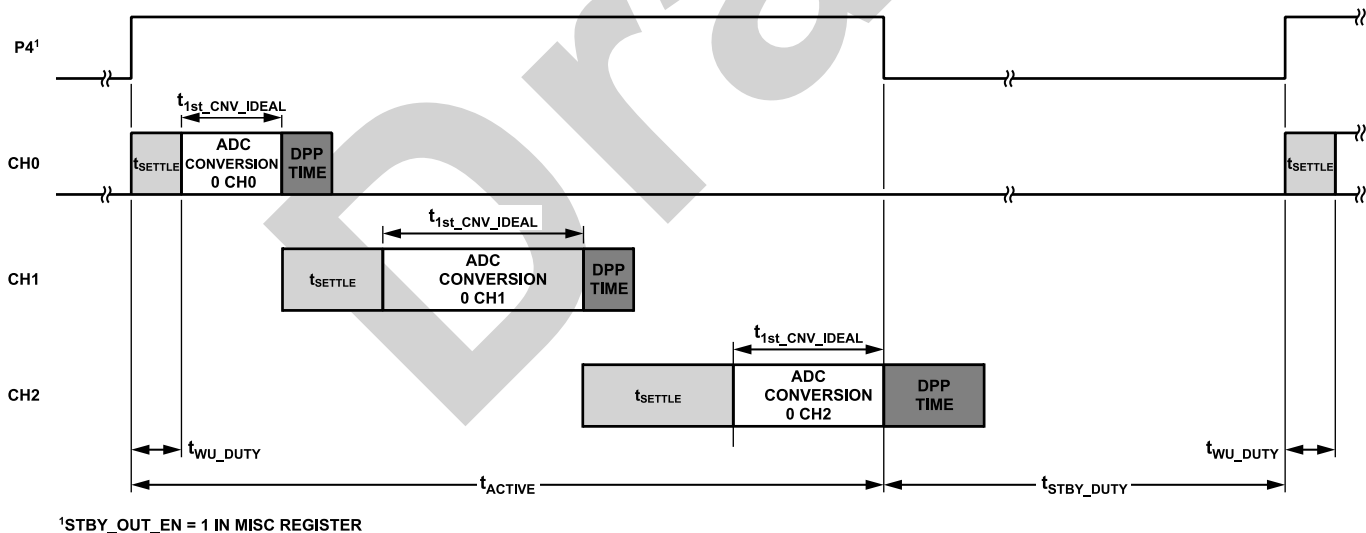 P4¹
t1st_CNV_IDEAL
CH0
tSETTLE
ADC
CONVERSION
0 CH0
DPP
TIME
tSETTLE
t1st_CNV_IDEAL
CH1
tSETTLE
ADC
CONVERSION
0 CH1
DPP
TIME
t1st_CNV_IDEAL
CH2
tSETTLE
ADC
CONVERSION
0 CH2
DPP
TIME
tWU_DUTY
tWU_DUTY
tACTIVE
tSTBY_DUTY
¹STBY_OUT_EN = 1 IN MISC REGISTER